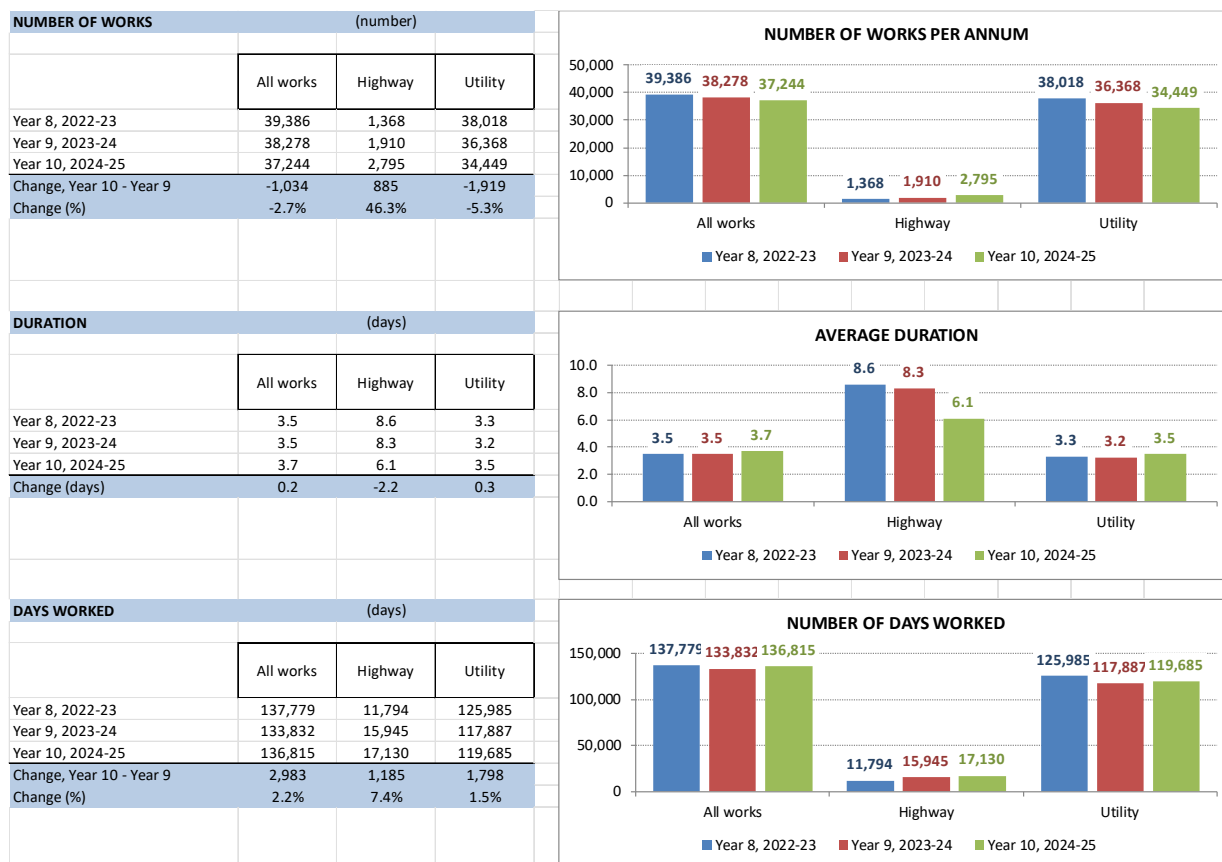 NUMBER OF WORKS (number)
All works Highway Utility
Year 8, 2022-23 39,386 1,368 38,018
Year 9, 2023-24 38,278 1,910 36,368
Year 10, 2024-25 37,244 2,795 34,449
Change, Year 10 - Year 9 -1,034 885 -1,919
Change (%) -2.7% 46.3% -5.3%
NUMBER OF WORKS PER ANNUM
50,000
40,000
30,000
20,000
10,000
0
39,386 38,278 37,244
1,368 1,910 2,795
38,018 36,368 34,449
All works Highway Utility
Year 8, 2022-23 Year 9, 2023-24 Year 10, 2024-25
DURATION (days)
All works Highway Utility
Year 8, 2022-23 3.5 8.6 3.3
Year 9, 2023-24 3.5 8.3 3.2
Year 10, 2024-25 3.7 6.1 3.5
Change (days) 0.2 -2.2 0.3
AVERAGE DURATION
10.0
8.0
6.0
4.0
2.0
0.0
3.5 3.5 3.7
8.6 8.3 6.1
3.3 3.2 3.5
All works Highway Utility
Year 8, 2022-23 Year 9, 2023-24 Year 10, 2024-25
DAYS WORKED (days)
All works Highway Utility
Year 8, 2022-23 137,779 11,794 125,985
Year 9, 2023-24 133,832 15,945 117,887
Year 10, 2024-25 136,815 17,130 119,685
Change, Year 10 - Year 9 2,983 1,185 1,798
Change (%) 2.2% 7.4% 1.5%
NUMBER OF DAYS WORKED
150,000
100,000
50,000
0
137,779 133,832 136,815
11,794 15,945 17,130
125,985 117,887 119,685
All works Highway Utility
Year 8, 2022-23 Year 9, 2023-24 Year 10, 2024-25